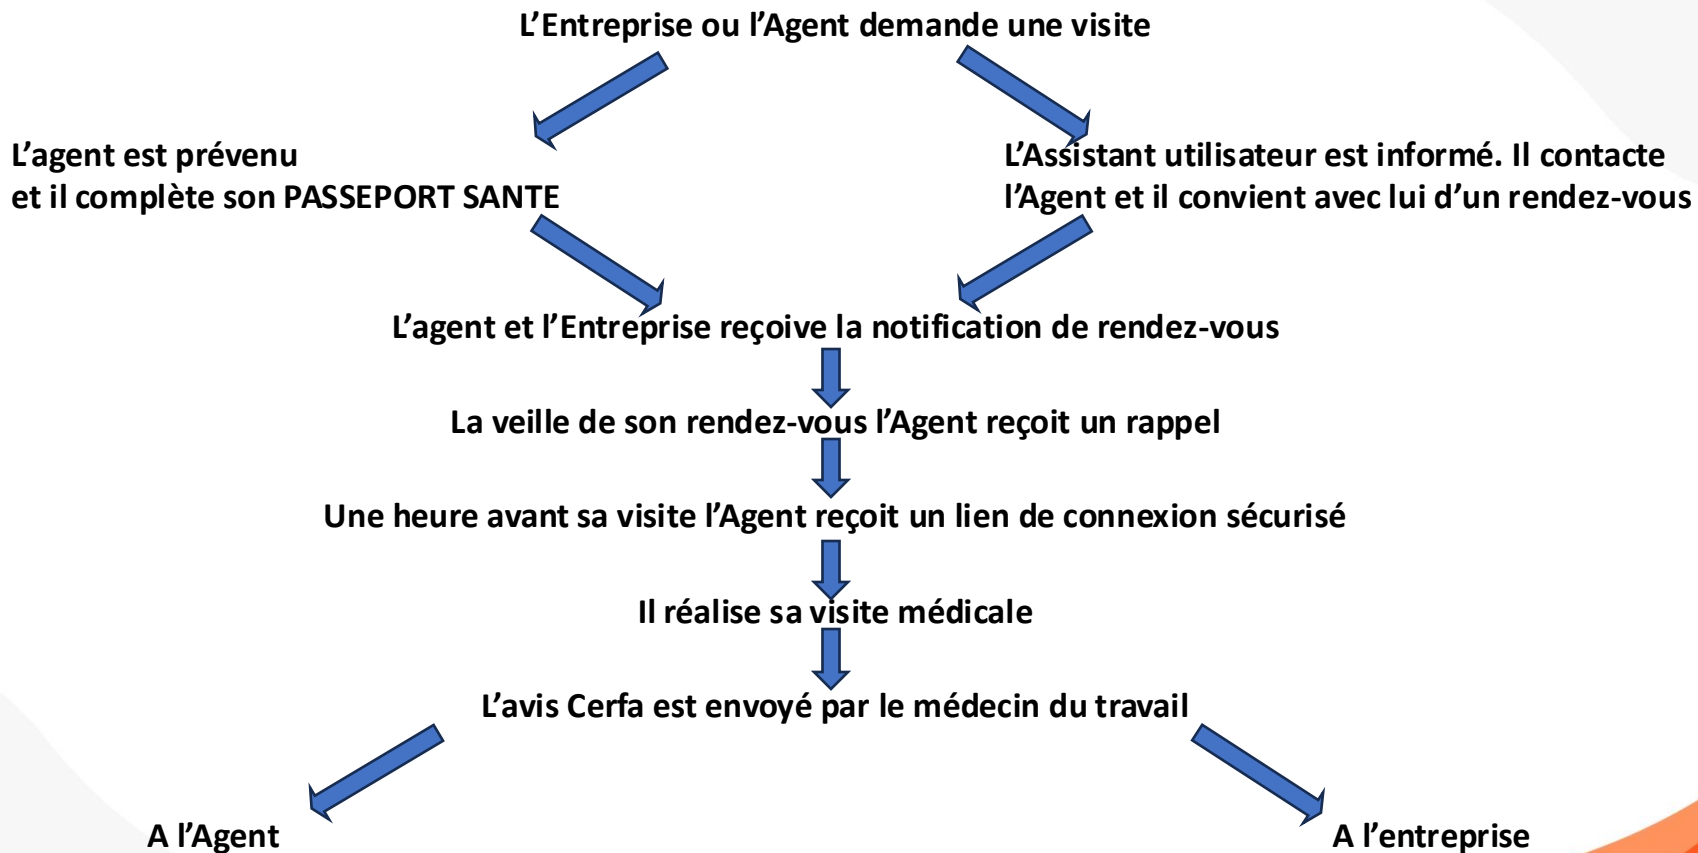 L’Entreprise ou l’Agent demande une visite
L’agent est prévenu
et il complète son PASSEPORT SANTE
L’Assistant utilisateur est informé. Il contacte
l’Agent et il convient avec lui d’un rendez-vous
L’agent et l’Entreprise reçoive la notification de rendez-vous
La veille de son rendez-vous l’Agent reçoit un rappel
Une heure avant sa visite l’Agent reçoit un lien de connexion sécurisé
Il réalise sa visite médicale
L’avis Cerfa est envoyé par le médecin du travail
A l’Agent
A l’entreprise